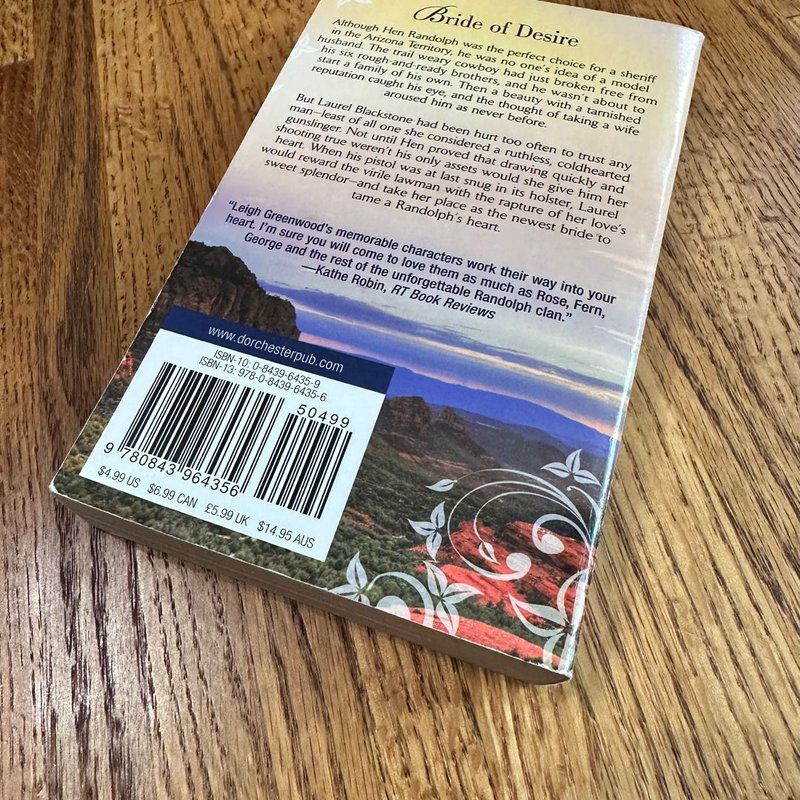 Bride of Desire
Although Hen Randolph was the perfect choice for a sheriff
in the Arizona Territory, he was no one's idea of a model
husband. The trail weary cowboy had just broken free from
his six rough-and-ready brothers, and he wasn't about to
start a family of his own. Then a beauty with a tarnished
reputation caught his eye, and the thought of taking a wife
aroused him as never before.
But Laurel Blackstone had been hurt too often to trust any
man—least of all one she considered a ruthless, coldhearted
gunslinger. Not until Hen proved that drawing quickly and
shooting true weren't his only assets would she give him her
heart. When his pistol was at last snug in its holster, Laurel
would reward the virile lawman with the rapture of her love's
sweet splendor—and take her place as the newest bride to
tame a Randolph's heart.
"Leigh Greenwood's memorable characters work their way into your
heart. I'm sure you will come to love them as much as Rose, Fern,
George and the rest of the unforgettable Randolph clan."
—Kathe Robin, RT Book Reviews
www.dorchesterpub.com
ISBN-10: 0-8439-6435-9
ISBN-13: 978-0-8439-6435-6
50499
9 780843 964356
$4.99 US $6.99 CAN £5.99 UK $14.95 AUS